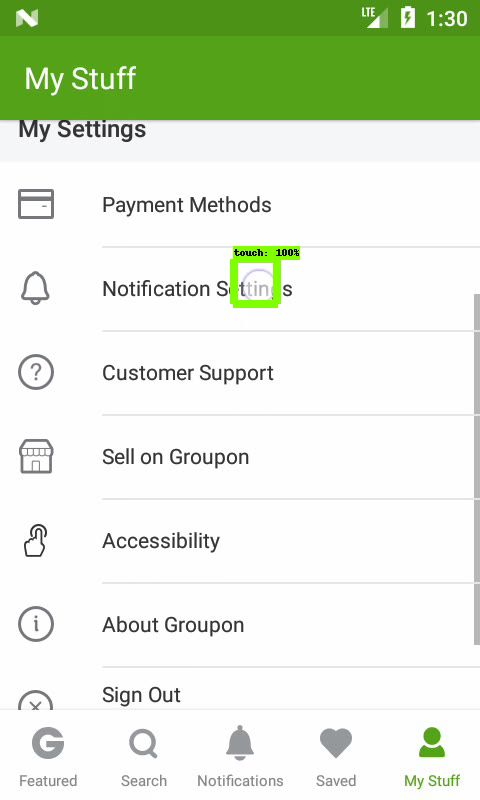 LTE 1:30
My Stuff
My Settings
Payment Methods
touch: 100%
Notification Settings
Customer Support
Sell on Groupon
Accessibility
About Groupon
Sign Out
Featured Search Notifications Saved My Stuff